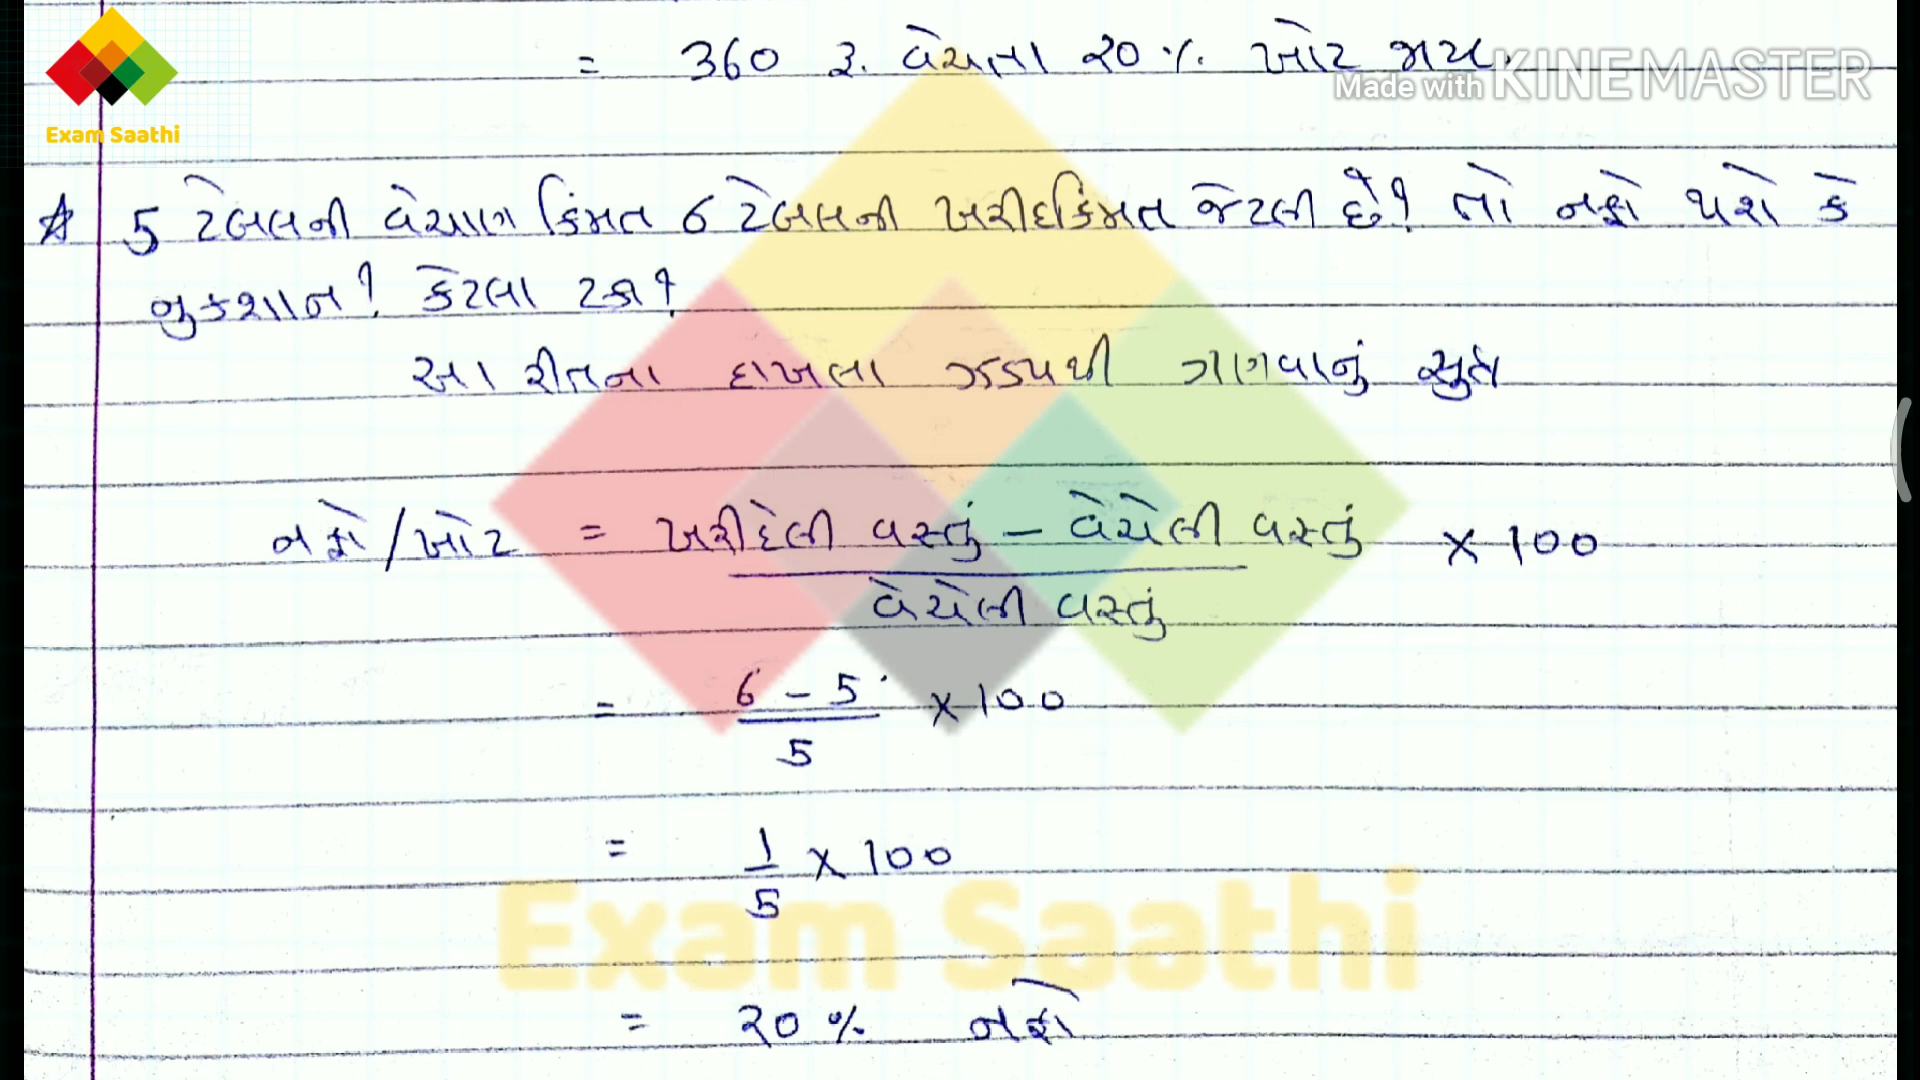 = 360 રૂ. વેચતા ૨૦ % ખોટ જાય.
Made with KINEMASTER
Exam Saathi
☆ 5 ટેબલની વેચાણ કિંમત 6 ટેબલની ખરીદકિંમત જેટલી છે? તો નફો થશે કે
નુકશાન? કેટલા ટકા?
આ રીતના દાખલા ઝડપથી ગણવાનું સુત્ર
નફો/ખોટ = ખરીદેલી વસ્તું – વેચેલી વસ્તું × 100
વેચેલી વસ્તું
= 6 – 5 × 100
5
= 1 × 100
5
Exam Saathi
= ૨૦ % નફો